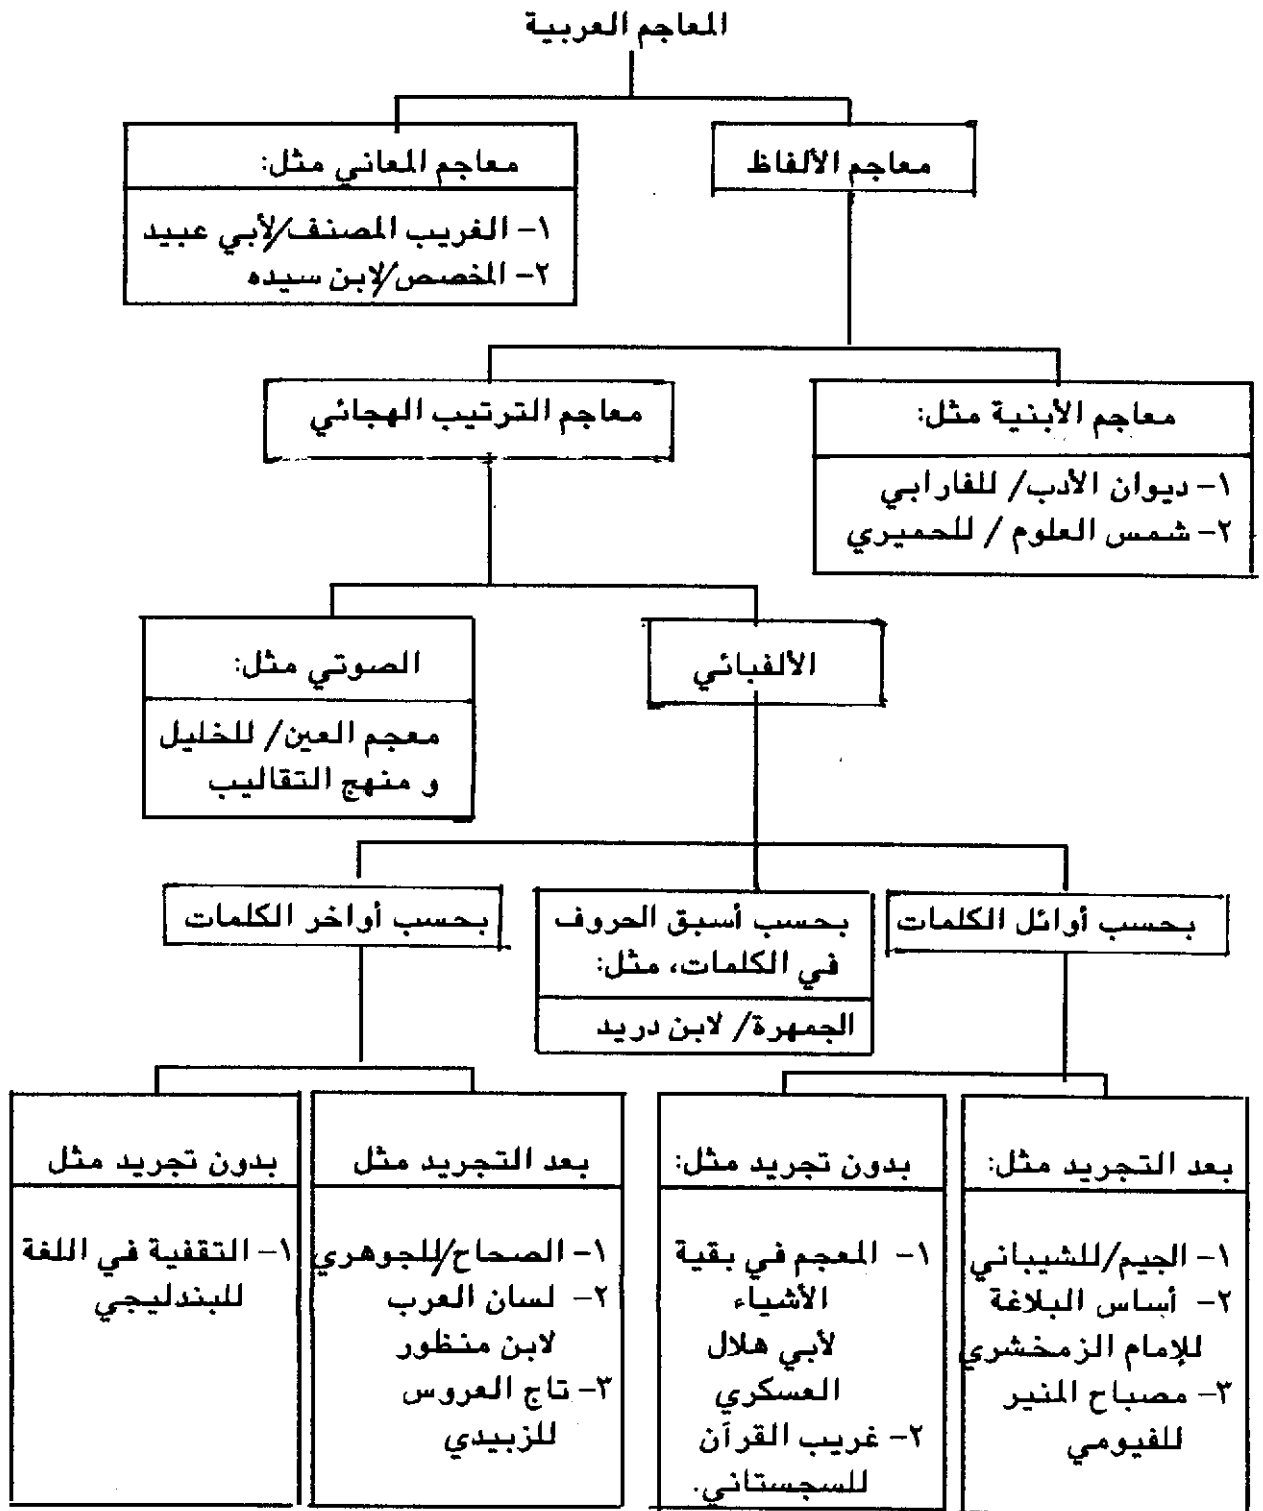 المعاجم العربية
معاجم الألفاظ
معاجم المعاني مثل:
١- الغريب المصنف/لأبي عبيد
٢- المخصص/لابن سيده
معاجم الأبنية مثل:
١- ديوان الأدب/ للفارابي
٢- شمس العلوم / للحميري
معاجم الترتيب الهجائي
الألفبائي
الصوتي مثل:
معجم العين/ للخليل
و منهج التقاليب
بحسب أوائل الكلمات
بحسب أسبق الحروف
في الكلمات، مثل:
الجمهرة/ لابن دريد
بحسب أواخر الكلمات
بعد التجريد مثل:
١- الجيم/للشيباني
٢- أساس البلاغة
للإمام الزمخشري
٣- مصباح المنير
للفيومي
بدون تجريد مثل:
١- المعجم في بقية
الأشياء
لأبي هلال
العسكري
٢- غريب القرآن
للسجستاني.
بعد التجريد مثل
١- الصحاح/للجوهري
٢- لسان العرب
لابن منظور
٣- تاج العروس
للزبيدي
بدون تجريد مثل
١- التقفية في اللغة
للبندليجي